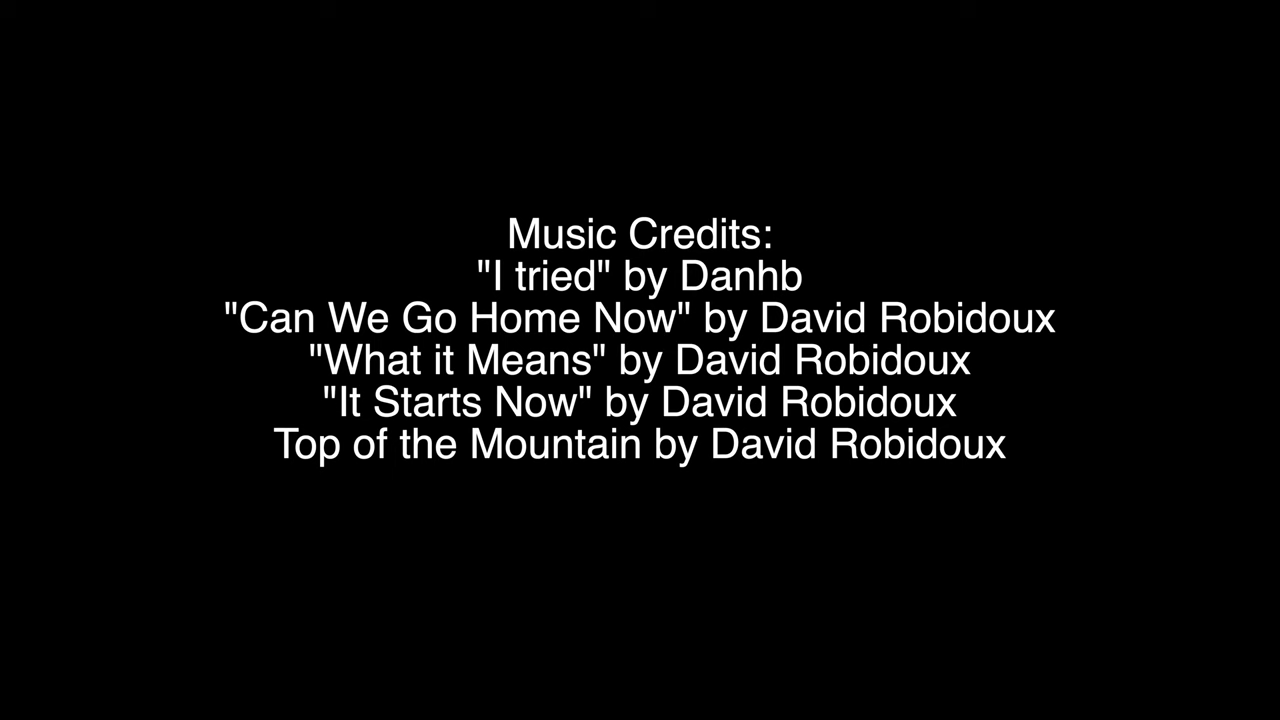 Music Credits:
"I tried" by Danhb
"Can We Go Home Now" by David Robidoux
"What it Means" by David Robidoux
"It Starts Now" by David Robidoux
Top of the Mountain by David Robidoux